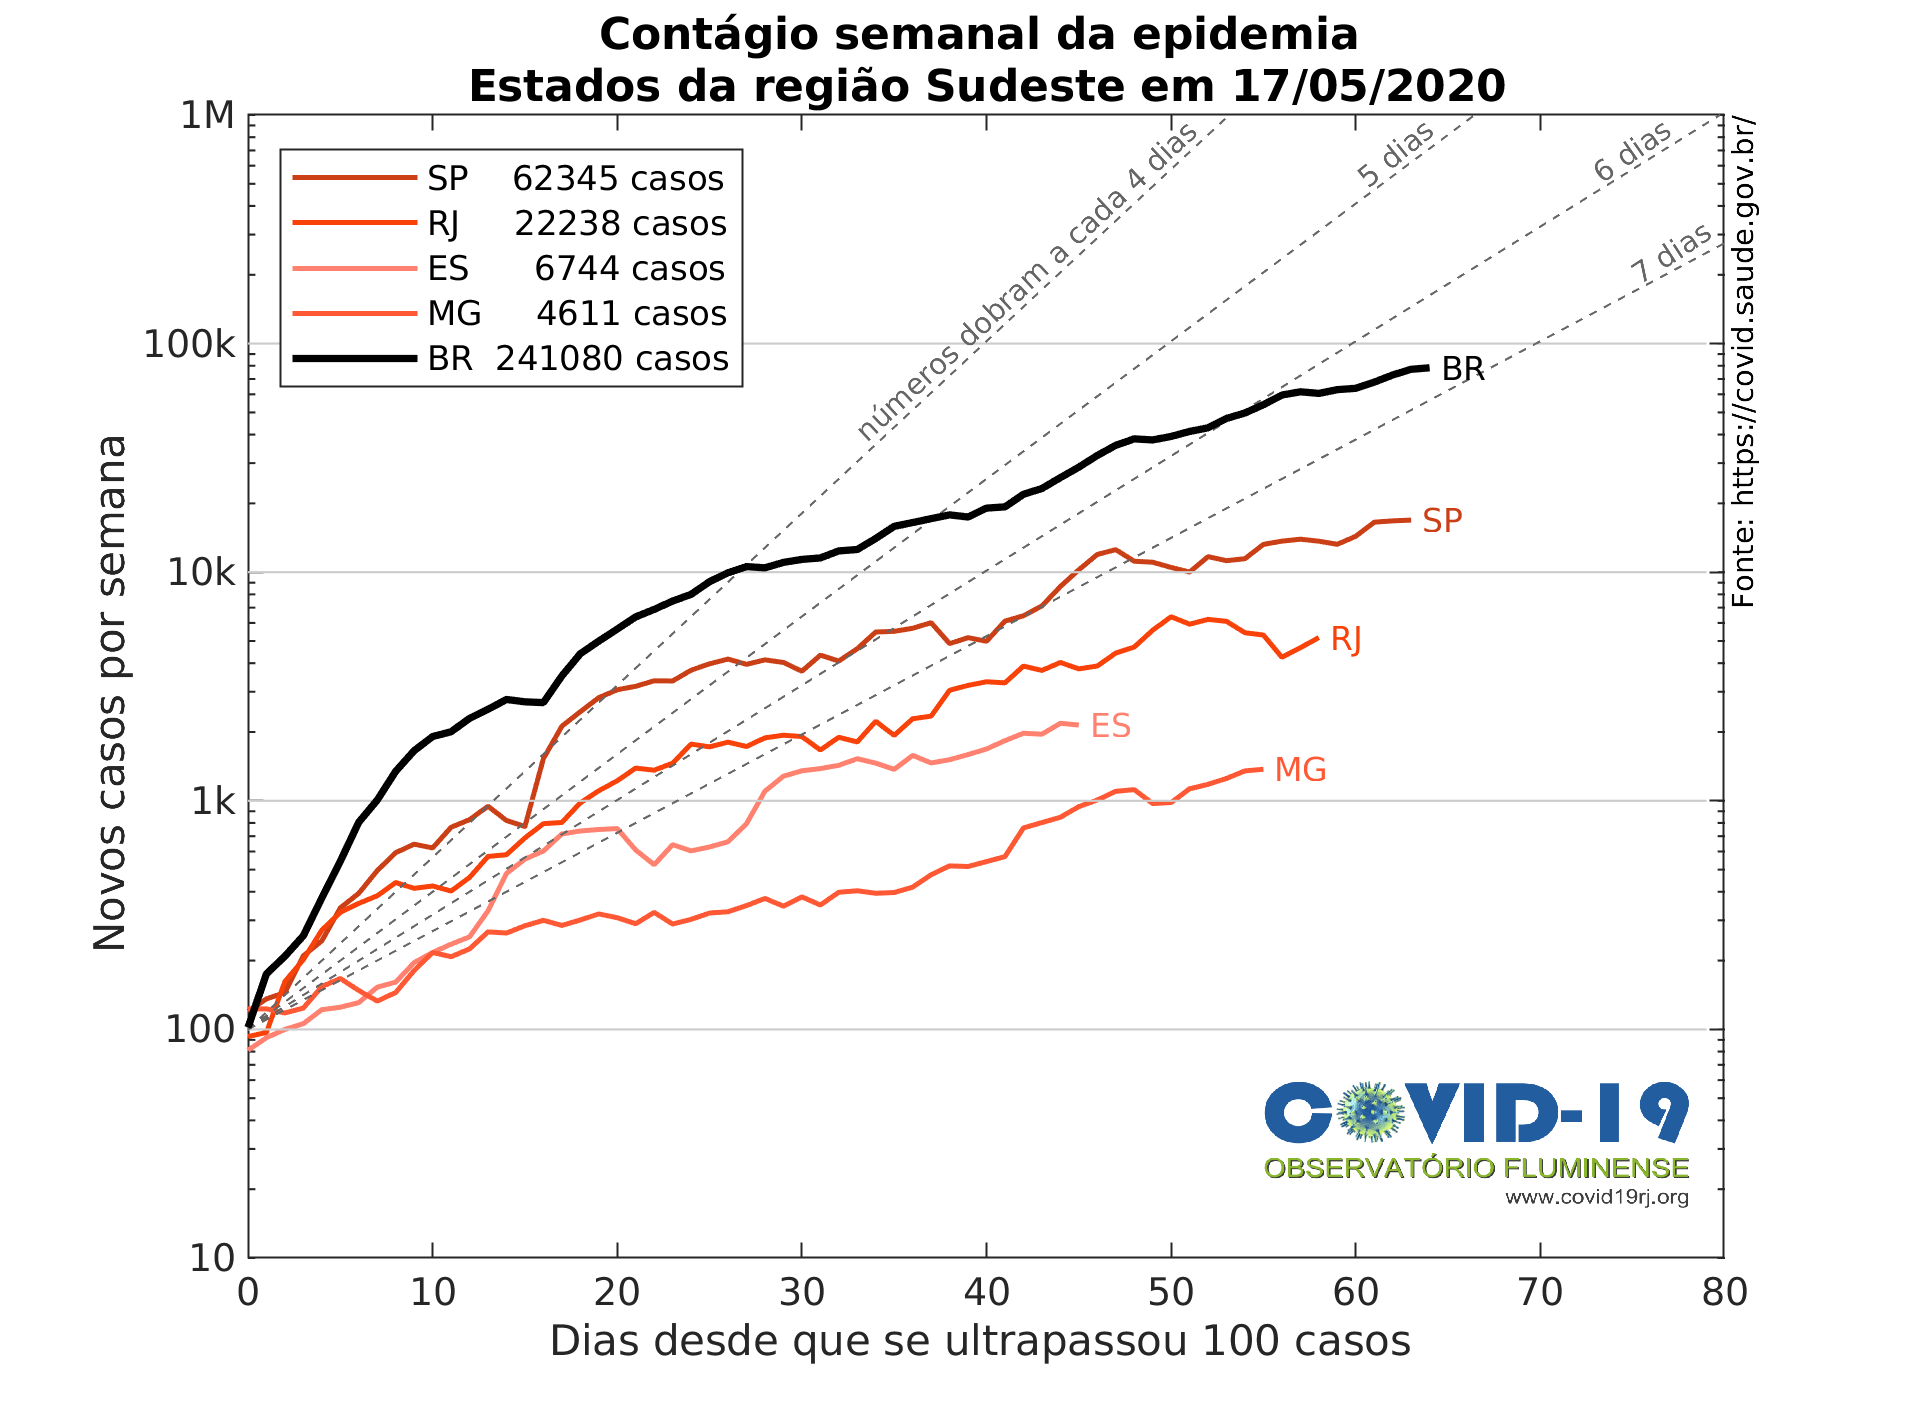 Contágio semanal da epidemia
Estados da região Sudeste em 17/05/2020
1M
100k
10k
1k
100
10
Novos casos por semana
SP 62345 casos
RJ 22238 casos
ES 6744 casos
MG 4611 casos
BR 241080 casos
números dobram a cada 4 dias
5 dias
6 dias
7 dias
BR
SP
RJ
ES
MG
Fonte: https://covid.saude.gov.br/
COVID-19
OBSERVATÓRIO FLUMINENSE
www.covid19rj.org
0 10 20 30 40 50 60 70 80
Dias desde que se ultrapassou 100 casos